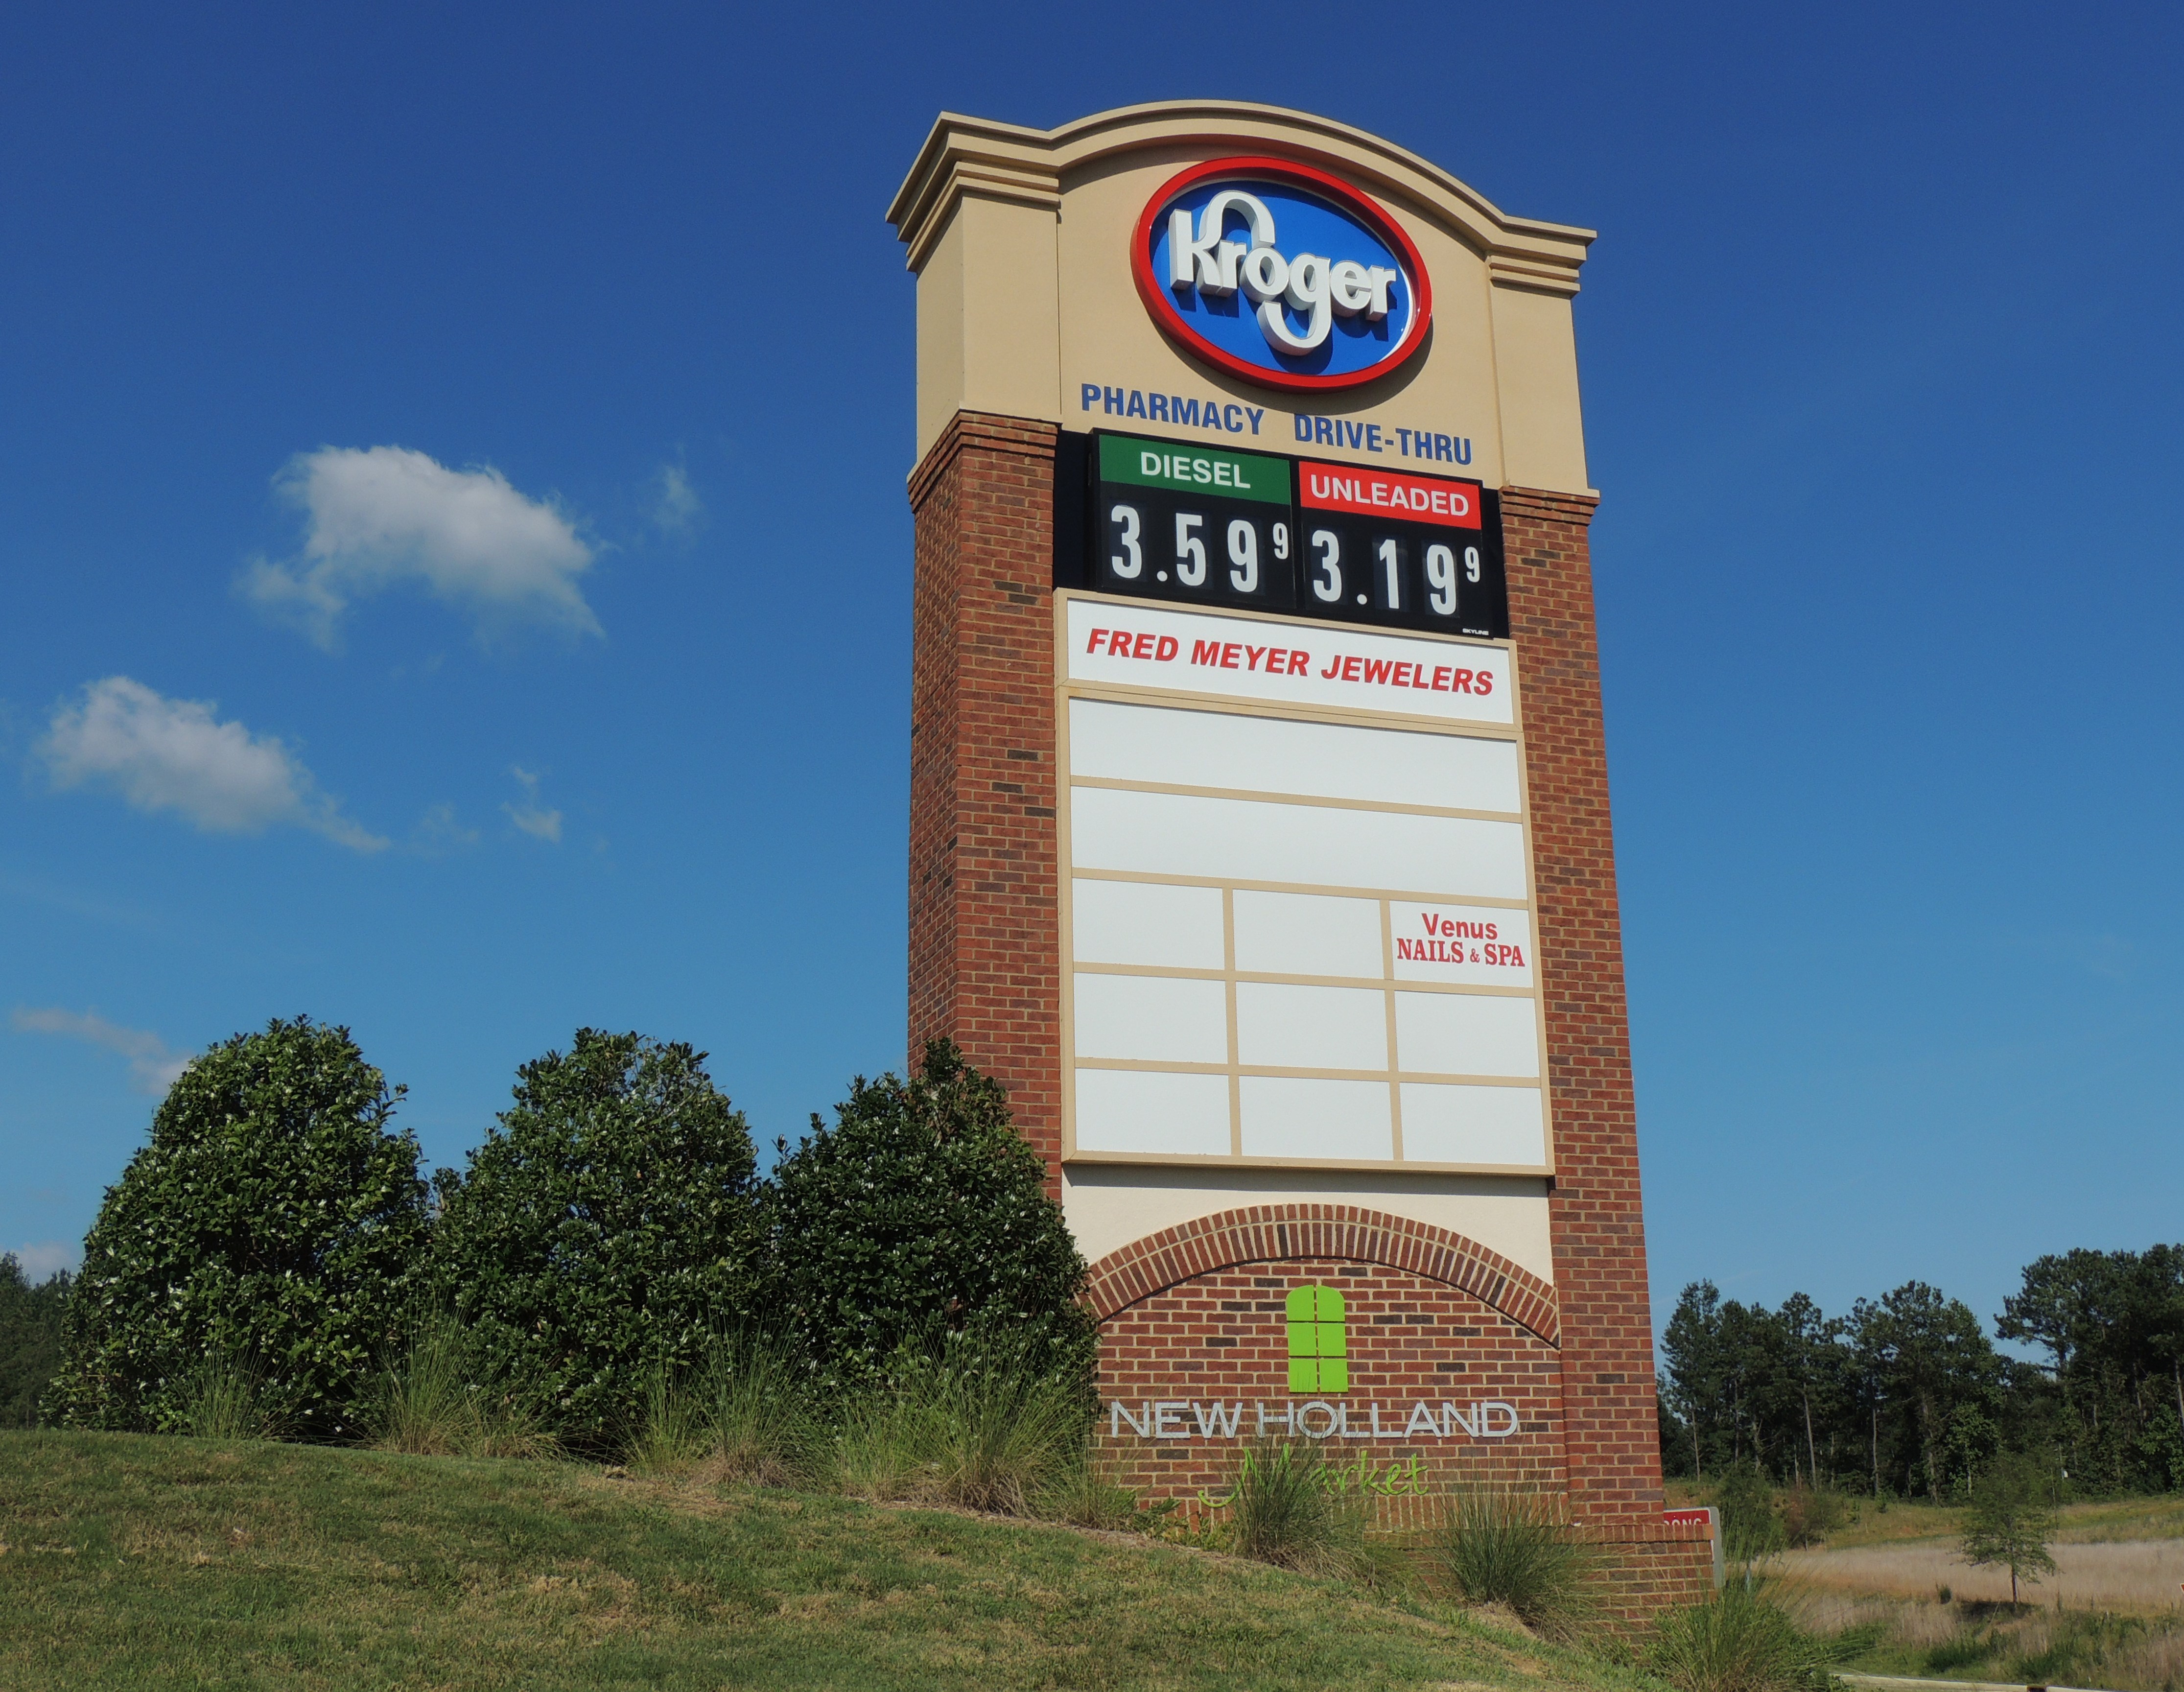 Kroger
PHARMACY DRIVE-THRU
DIESEL UNLEADED
3.59 9 3.19 9
SKYLINE
FRED MEYER JEWELERS
Venus
NAILS & SPA
NEW HOLLAND
Market